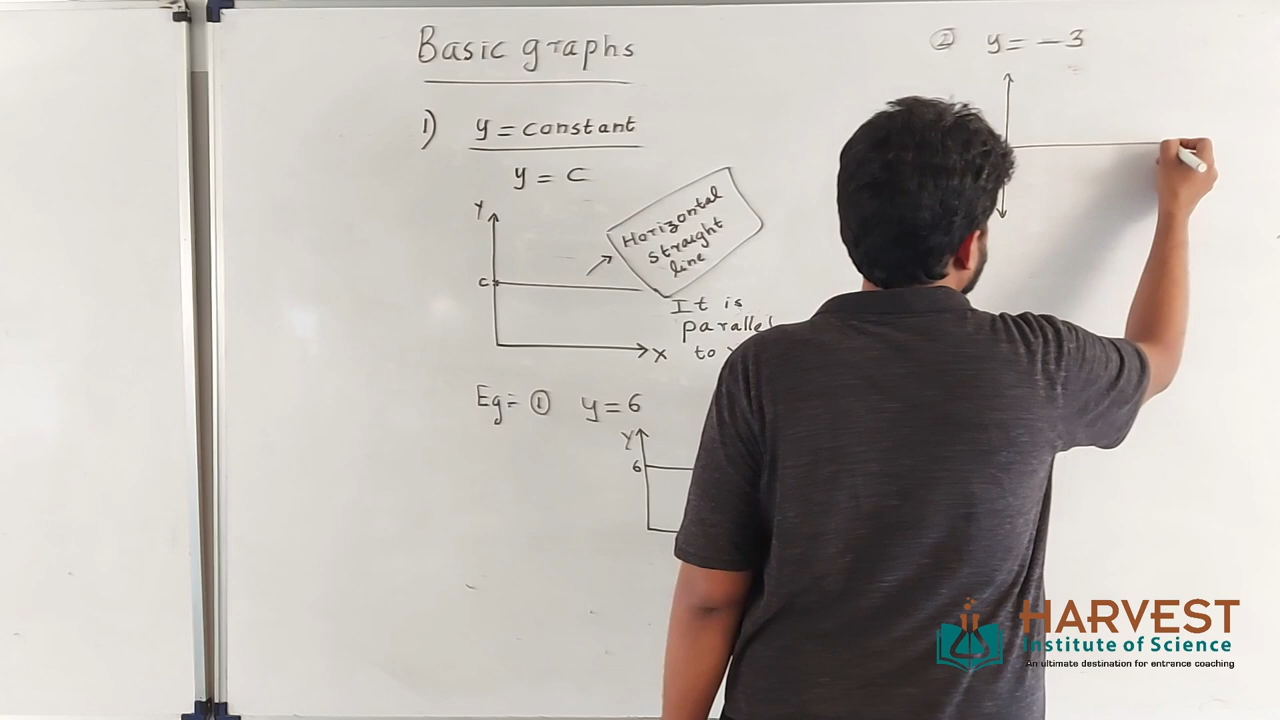 Basic graphs
1) y = constant
y = C
Y
C
X
Horizontal
straight
line
It is
parallel
to
Eg:- ① y = 6
Y
6
② y = -3
HARVEST
Institute of Science
An ultimate destination for entrance coaching